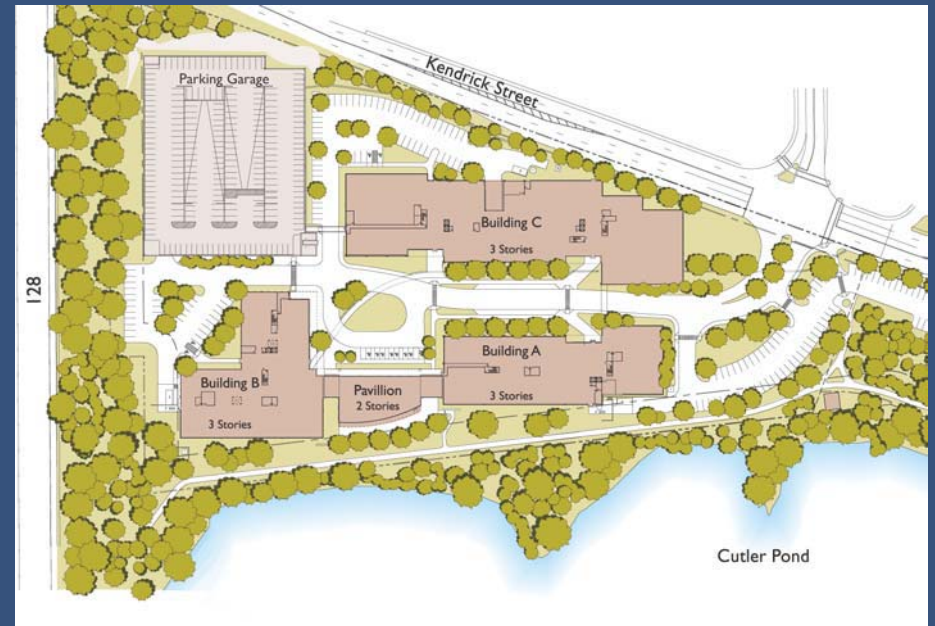 Kendrick Street
Parking Garage
Building C
3 Stories
128
Building A
3 Stories
Building B
3 Stories
Pavillion
2 Stories
Cutler Pond